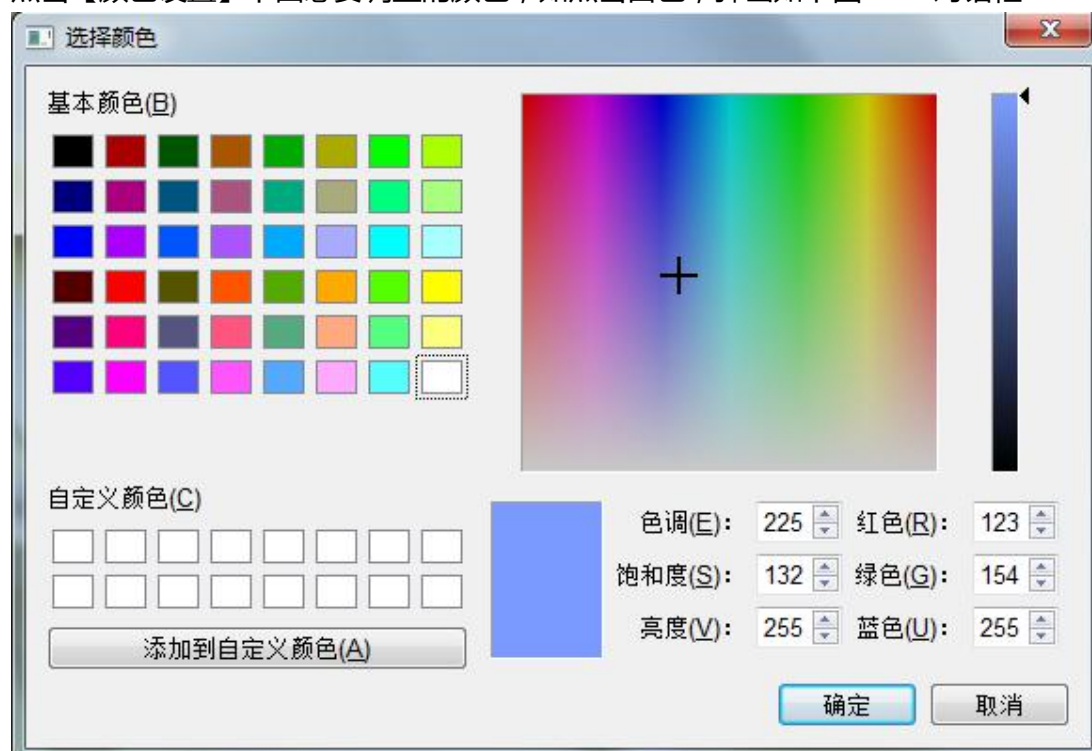 选择颜色
基本颜色(B)
自定义颜色(C)
添加到自定义颜色(A)
色调(E): 225 红色(R): 123
饱和度(S): 132 绿色(G): 154
亮度(V): 255 蓝色(U): 255
确定 取消